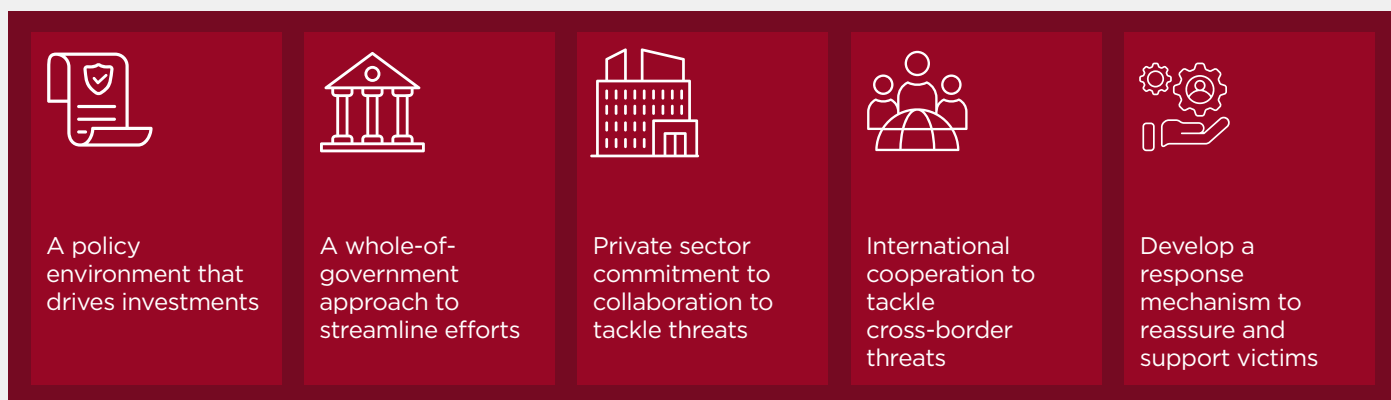 A policy
environment that
drives investments
A whole-of-
government
approach to
streamline efforts
Private sector
commitment to
collaboration to
tackle threats
International
cooperation to
tackle
cross-border
threats
Develop a
response
mechanism to
reassure and
support victims